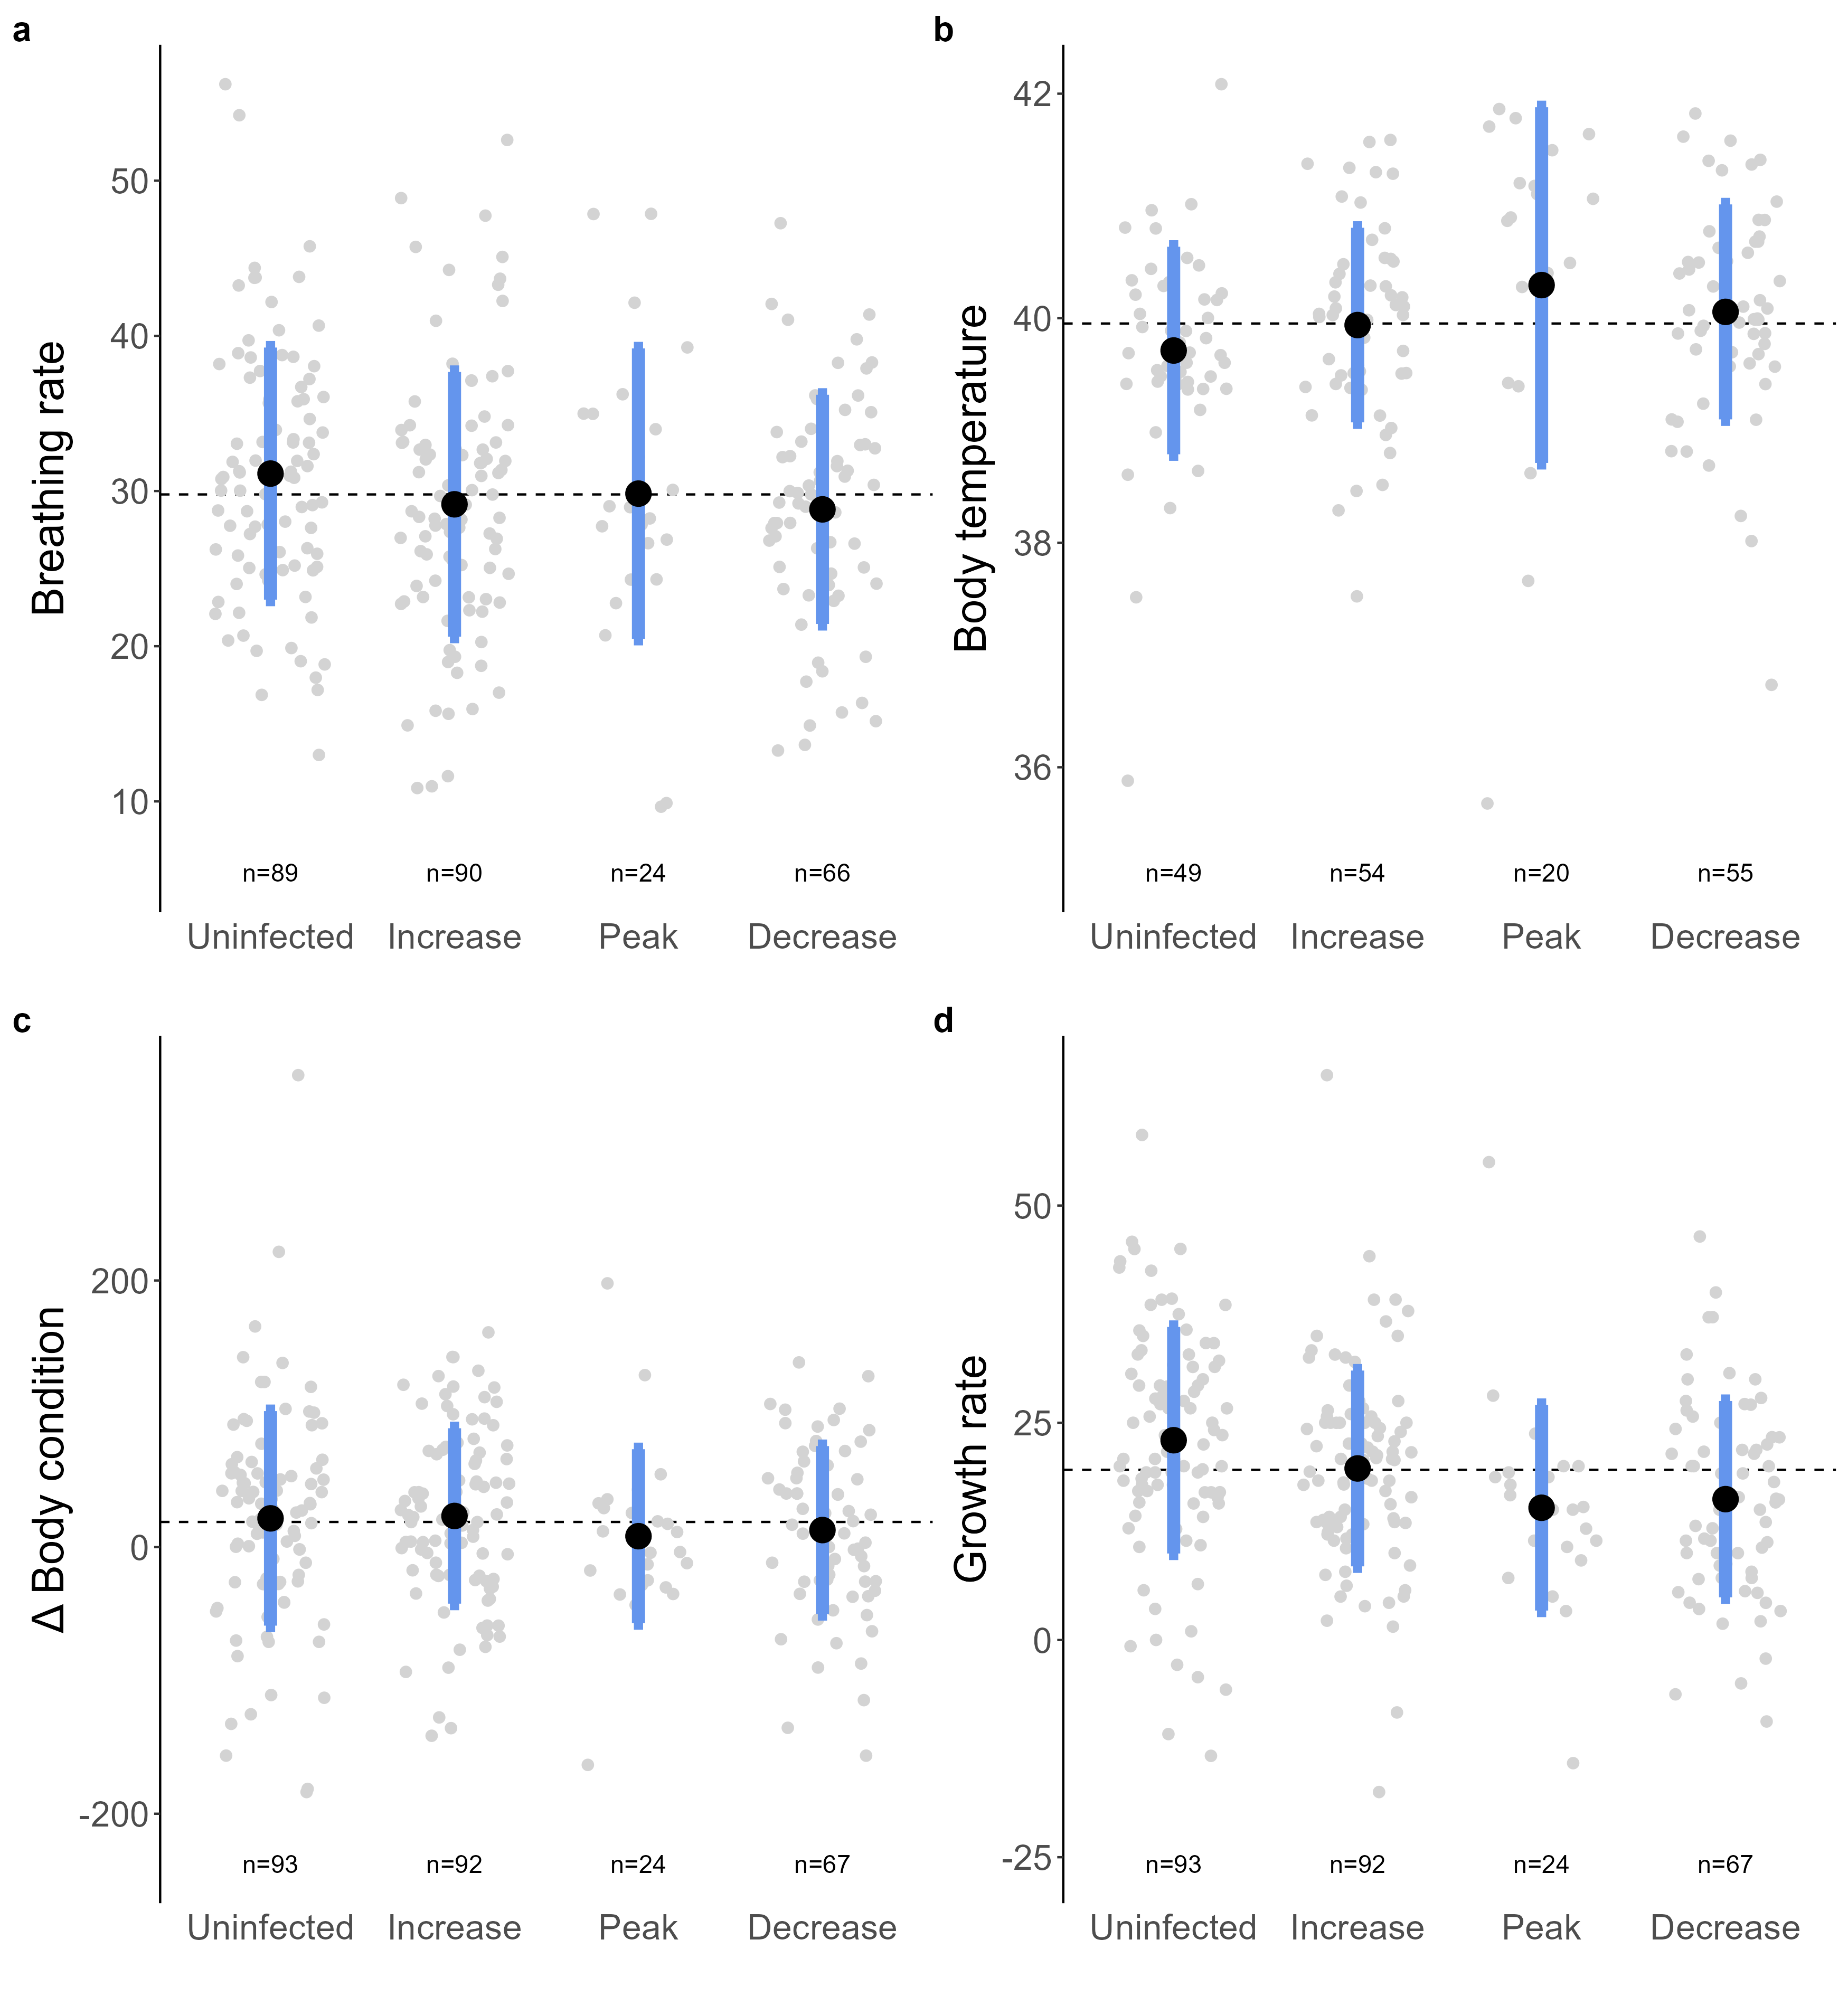 a
Breathing rate
50
40
30
20
10
n=89 n=90 n=24 n=66
Uninfected Increase Peak Decrease
b
Body temperature
42
40
38
36
n=49 n=54 n=20 n=55
Uninfected Increase Peak Decrease
c
Δ Body condition
200
0
-200
n=93 n=92 n=24 n=67
Uninfected Increase Peak Decrease
d
Growth rate
50
25
0
-25
n=93 n=92 n=24 n=67
Uninfected Increase Peak Decrease